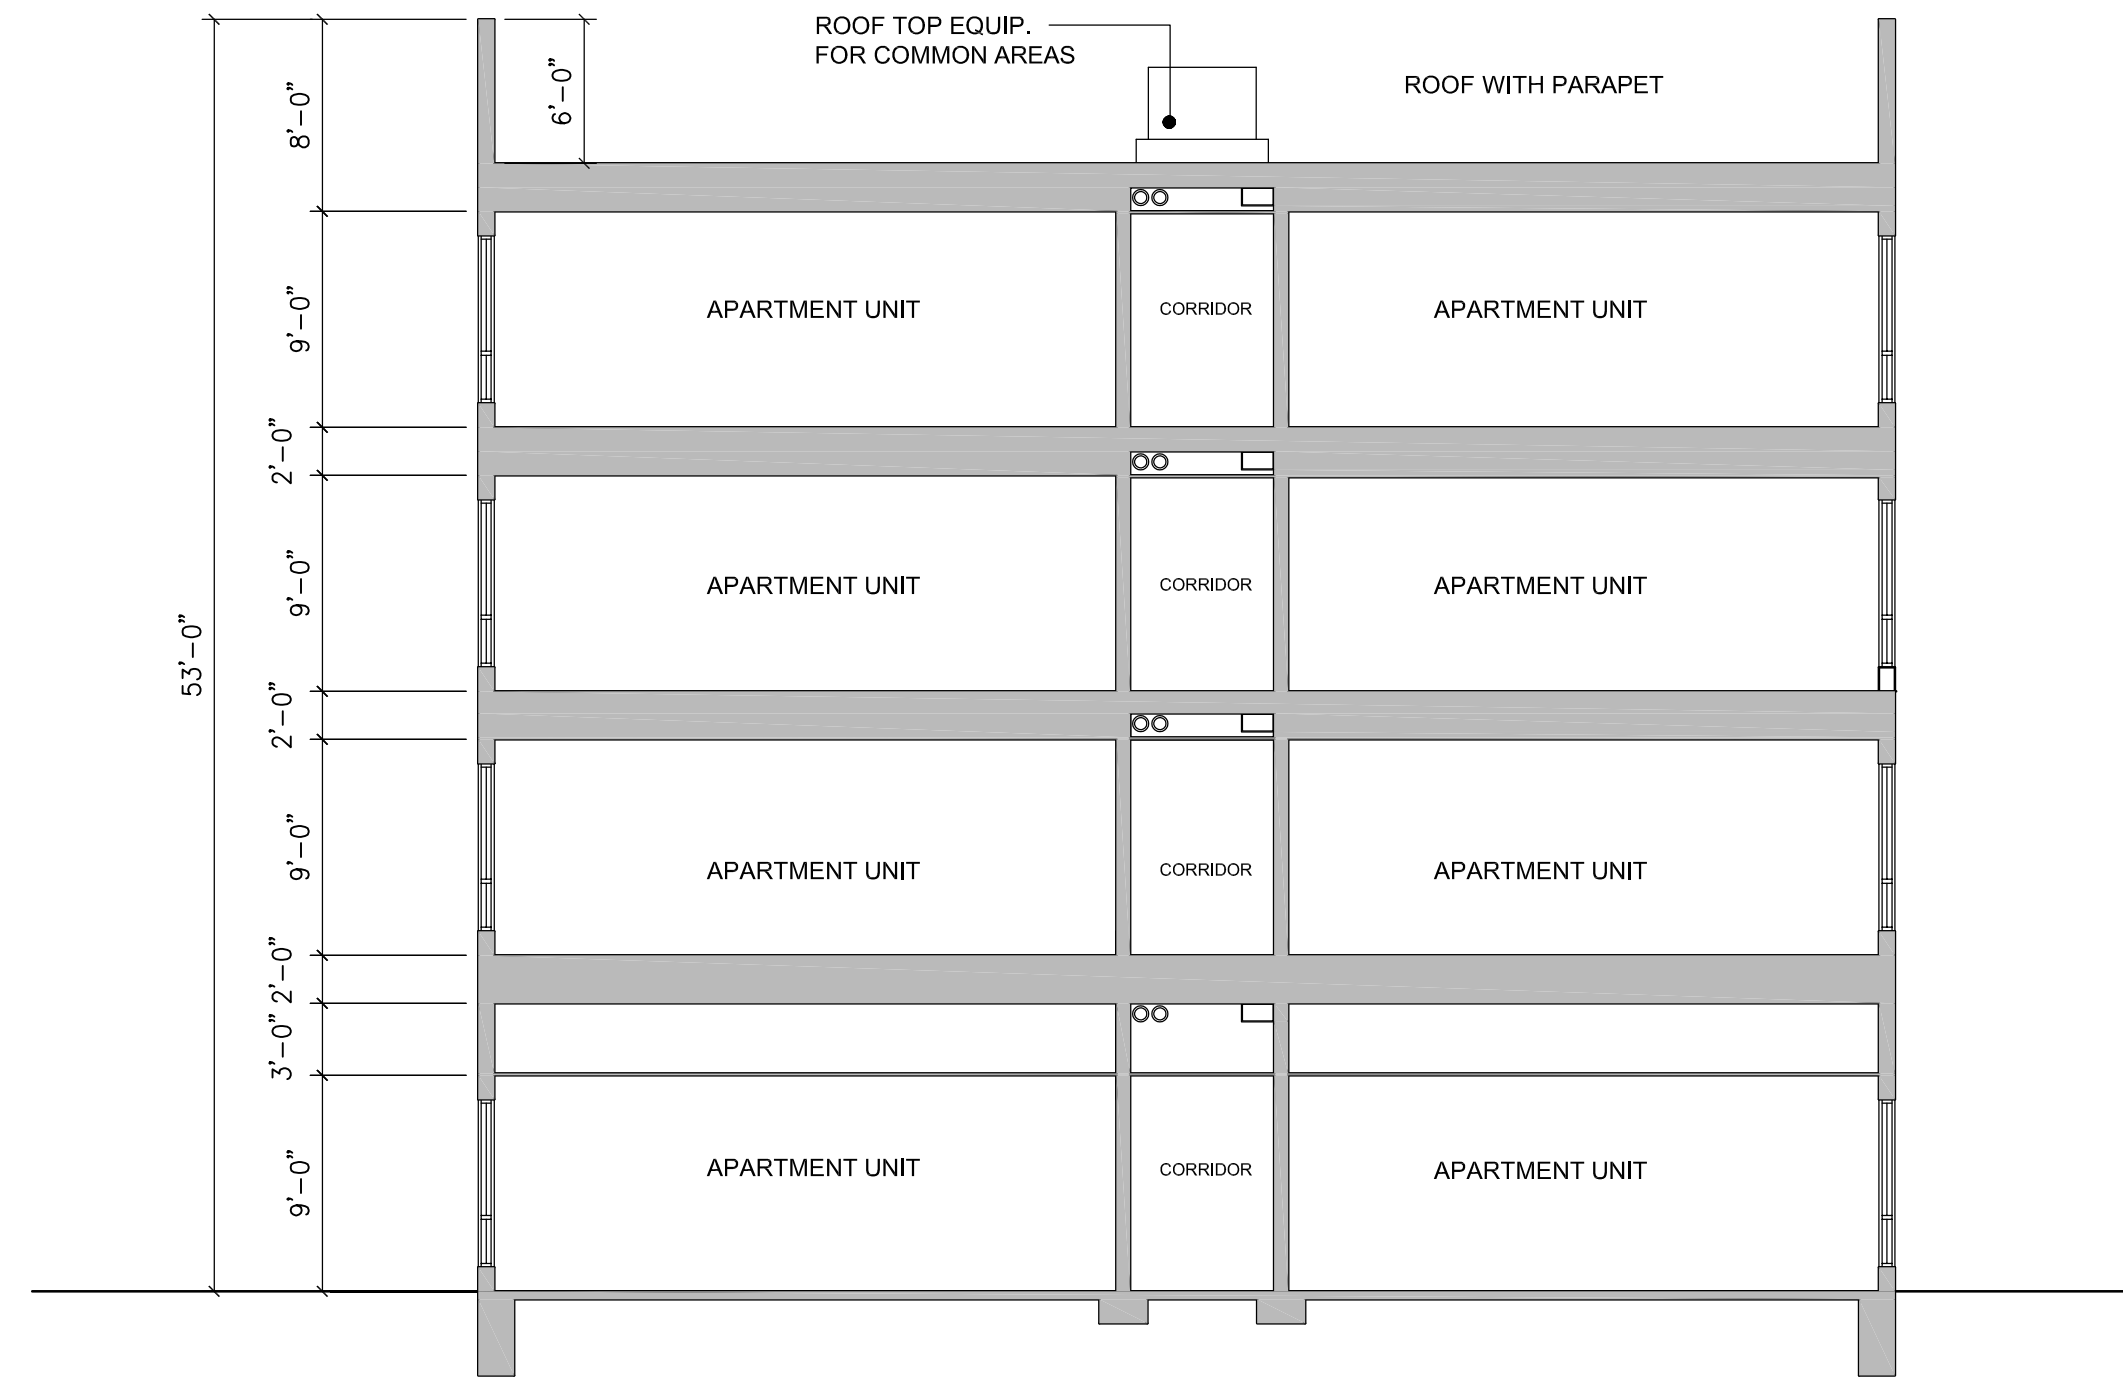 ROOF TOP EQUIP.
FOR COMMON AREAS
ROOF WITH PARAPET
6’–0”
8’–0”
APARTMENT UNIT
CORRIDOR
APARTMENT UNIT
9’–0”
2’–0”
APARTMENT UNIT
CORRIDOR
APARTMENT UNIT
9’–0”
53’–0”
2’–0”
APARTMENT UNIT
CORRIDOR
APARTMENT UNIT
9’–0”
2’–0”
3’–0”
APARTMENT UNIT
CORRIDOR
APARTMENT UNIT
9’–0”